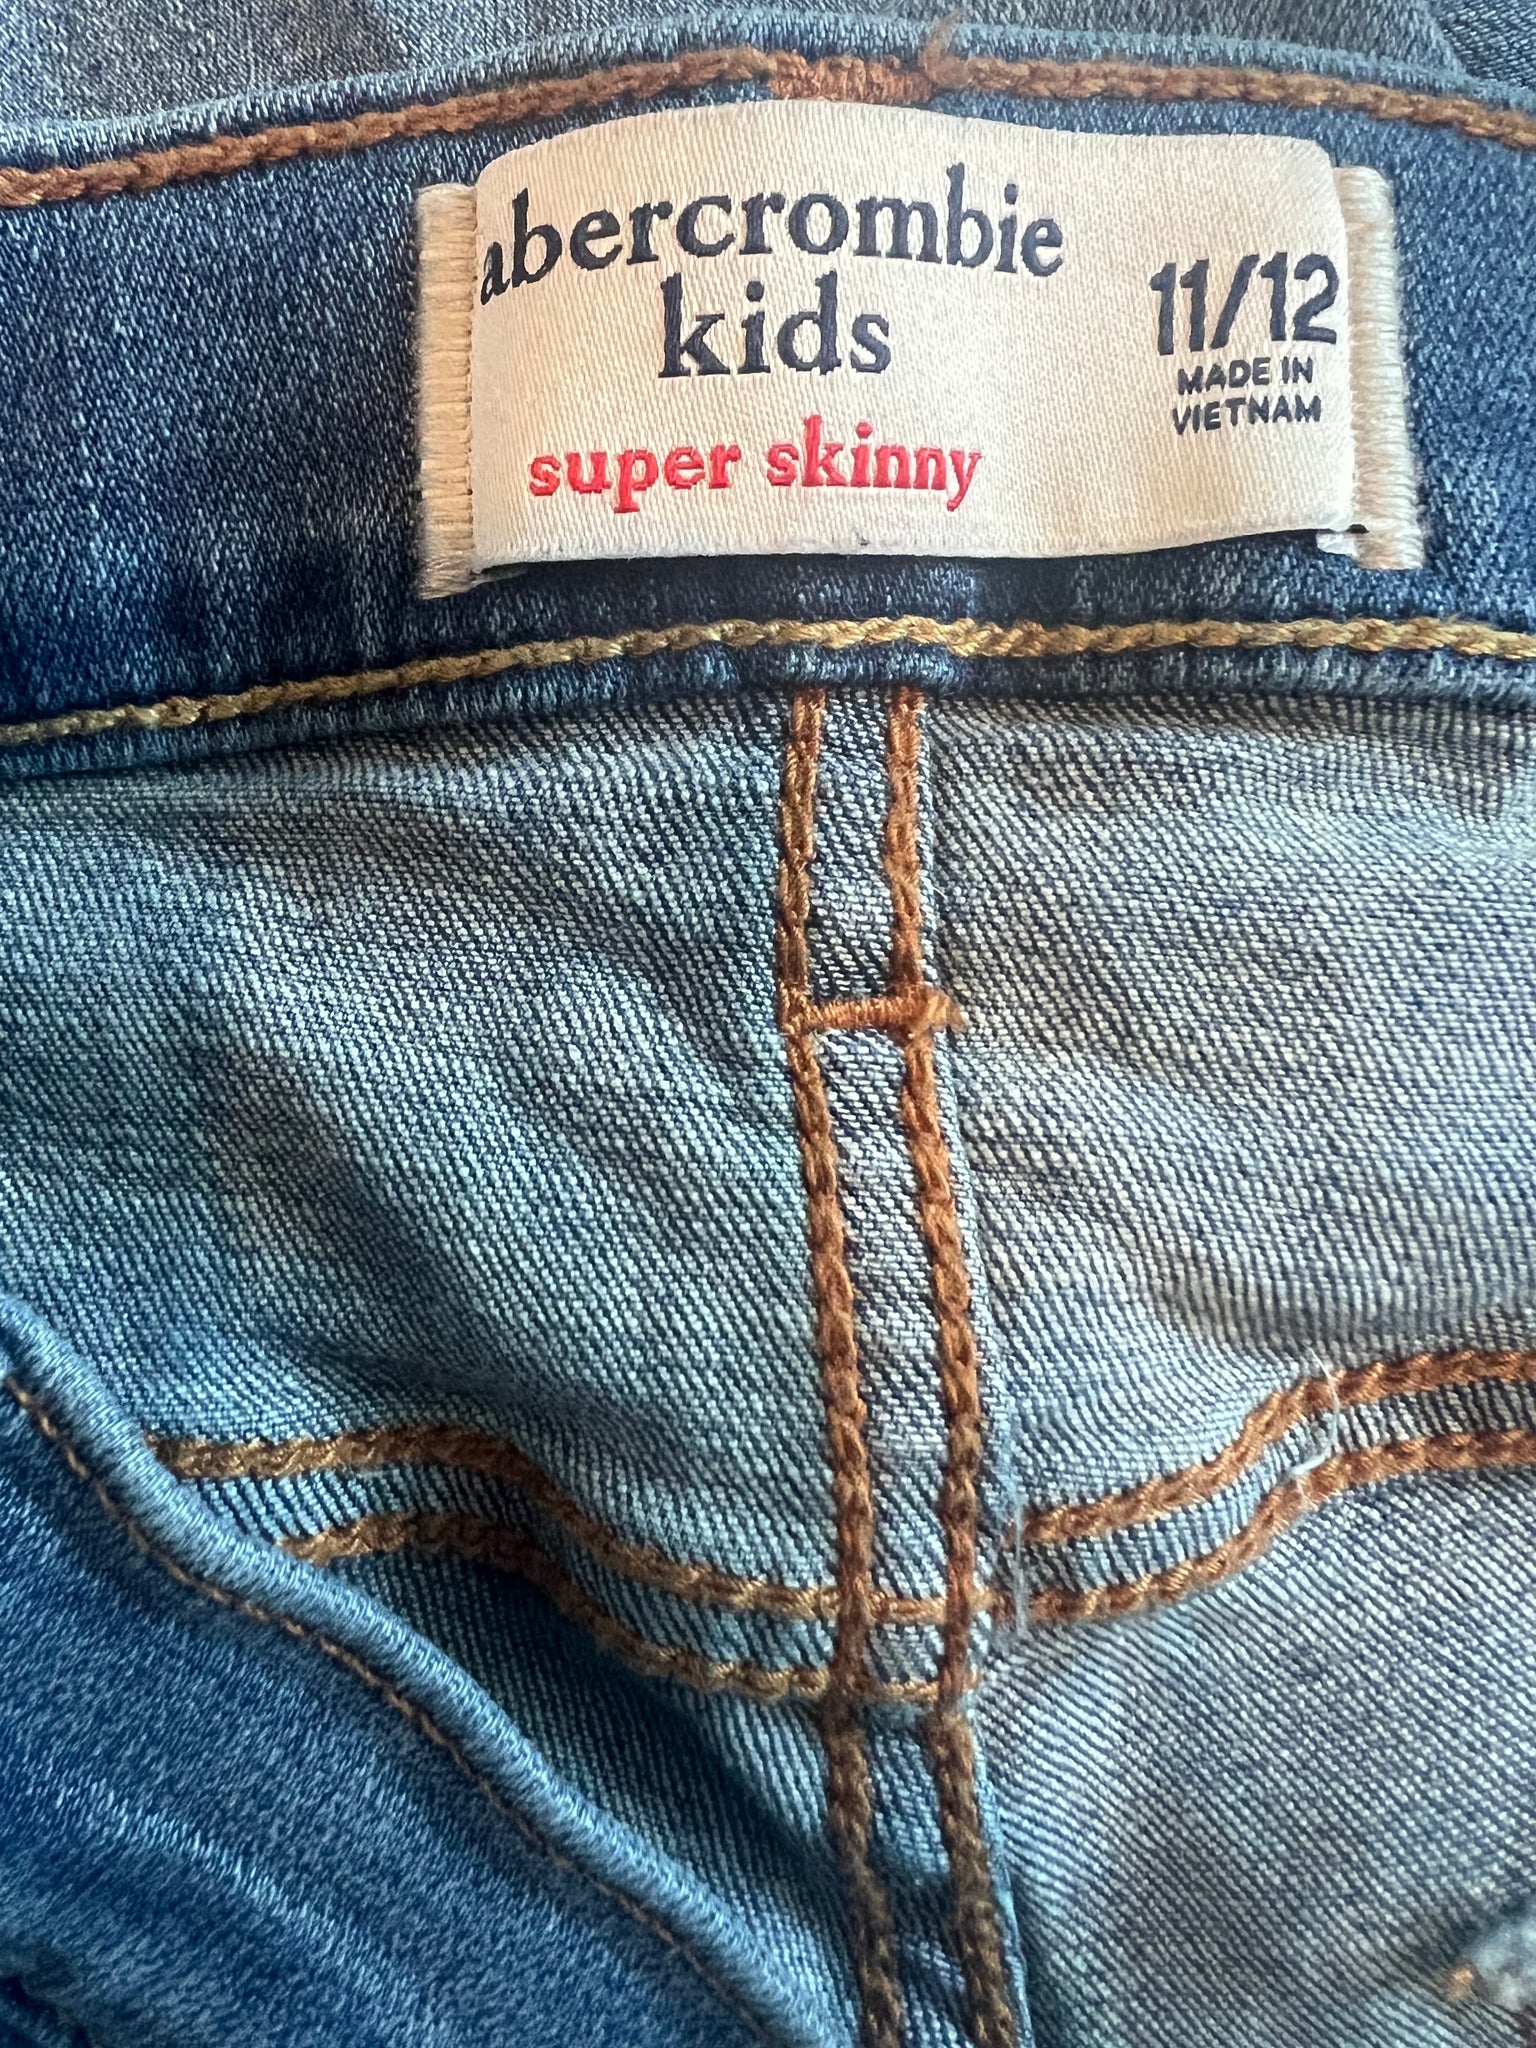 abercrombie
kids
super skinny
11/12
MADE IN
VIETNAM